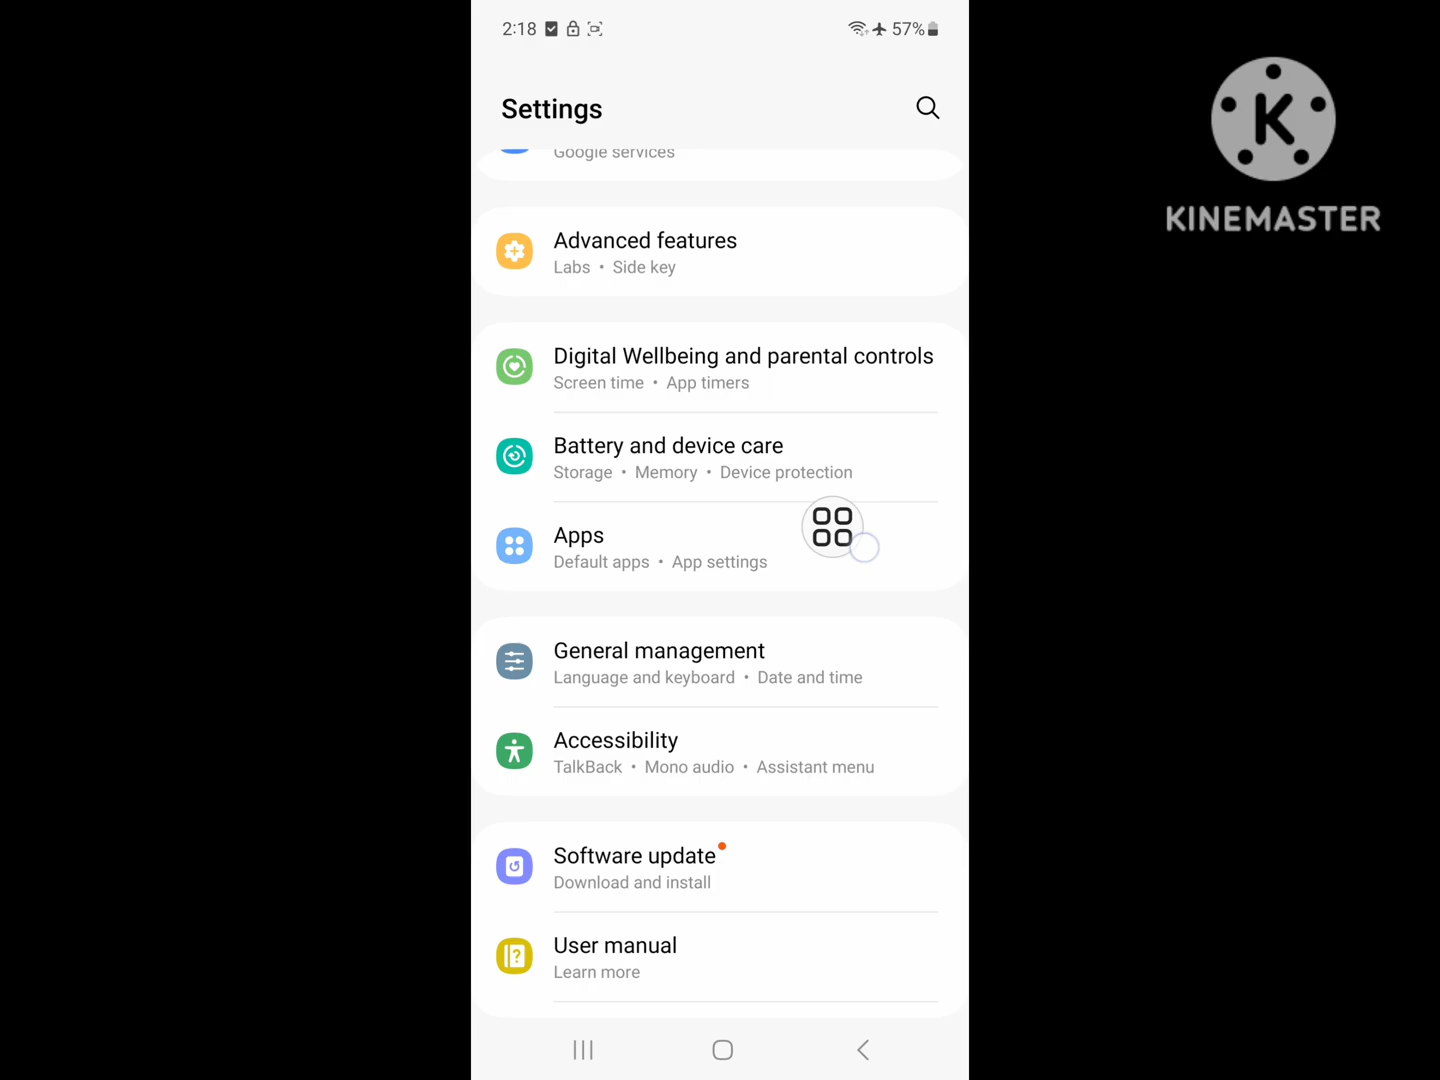 2:18
57%
K
KINEMASTER
Settings
Google services
Advanced features
Labs • Side key
Digital Wellbeing and parental controls
Screen time • App timers
Battery and device care
Storage • Memory • Device protection
Apps
Default apps • App settings
General management
Language and keyboard • Date and time
Accessibility
TalkBack • Mono audio • Assistant menu
Software update
Download and install
User manual
Learn more